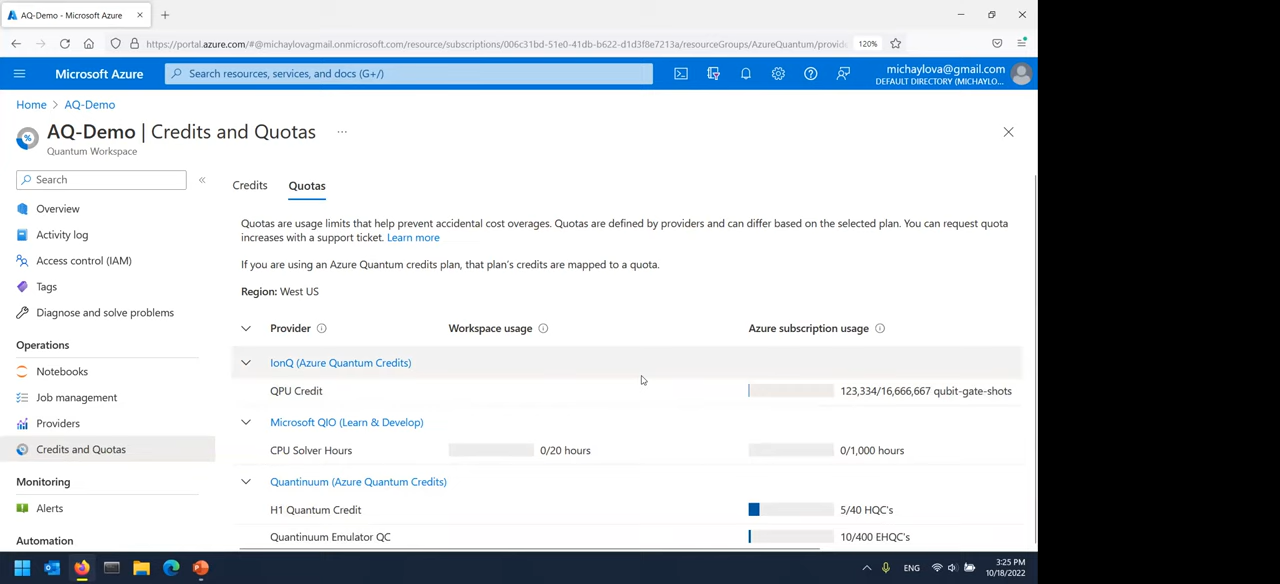 AQ-Demo - Microsoft Azure
https://portal.azure.com/#@michaylovagmail.onmicrosoft.com/resource/subscriptions/006c31bd-51e0-41db-b622-d1d3f8e7213a/resourceGroups/AzureQuantum/provid
120%
Microsoft Azure
Search resources, services, and docs (G+/)
michaylova@gmail.com
DEFAULT DIRECTORY (MICHAYLO...
Home > AQ-Demo
AQ-Demo | Credits and Quotas ...
Quantum Workspace
Search
Overview
Activity log
Access control (IAM)
Tags
Diagnose and solve problems
Operations
Notebooks
Job management
Providers
Credits and Quotas
Monitoring
Alerts
Automation
Credits Quotas
Quotas are usage limits that help prevent accidental cost overages. Quotas are defined by providers and can differ based on the selected plan. You can request quota
increases with a support ticket. Learn more
If you are using an Azure Quantum credits plan, that plan's credits are mapped to a quota.
Region: West US
Provider Workspace usage Azure subscription usage
IonQ (Azure Quantum Credits)
QPU Credit 123,334/16,666,667 qubit-gate-shots
Microsoft QIO (Learn & Develop)
CPU Solver Hours 0/20 hours 0/1,000 hours
Quantinuum (Azure Quantum Credits)
H1 Quantum Credit 5/40 HQC's
Quantinuum Emulator QC 10/400 EHQC's
ENG
3:25 PM
10/18/2022